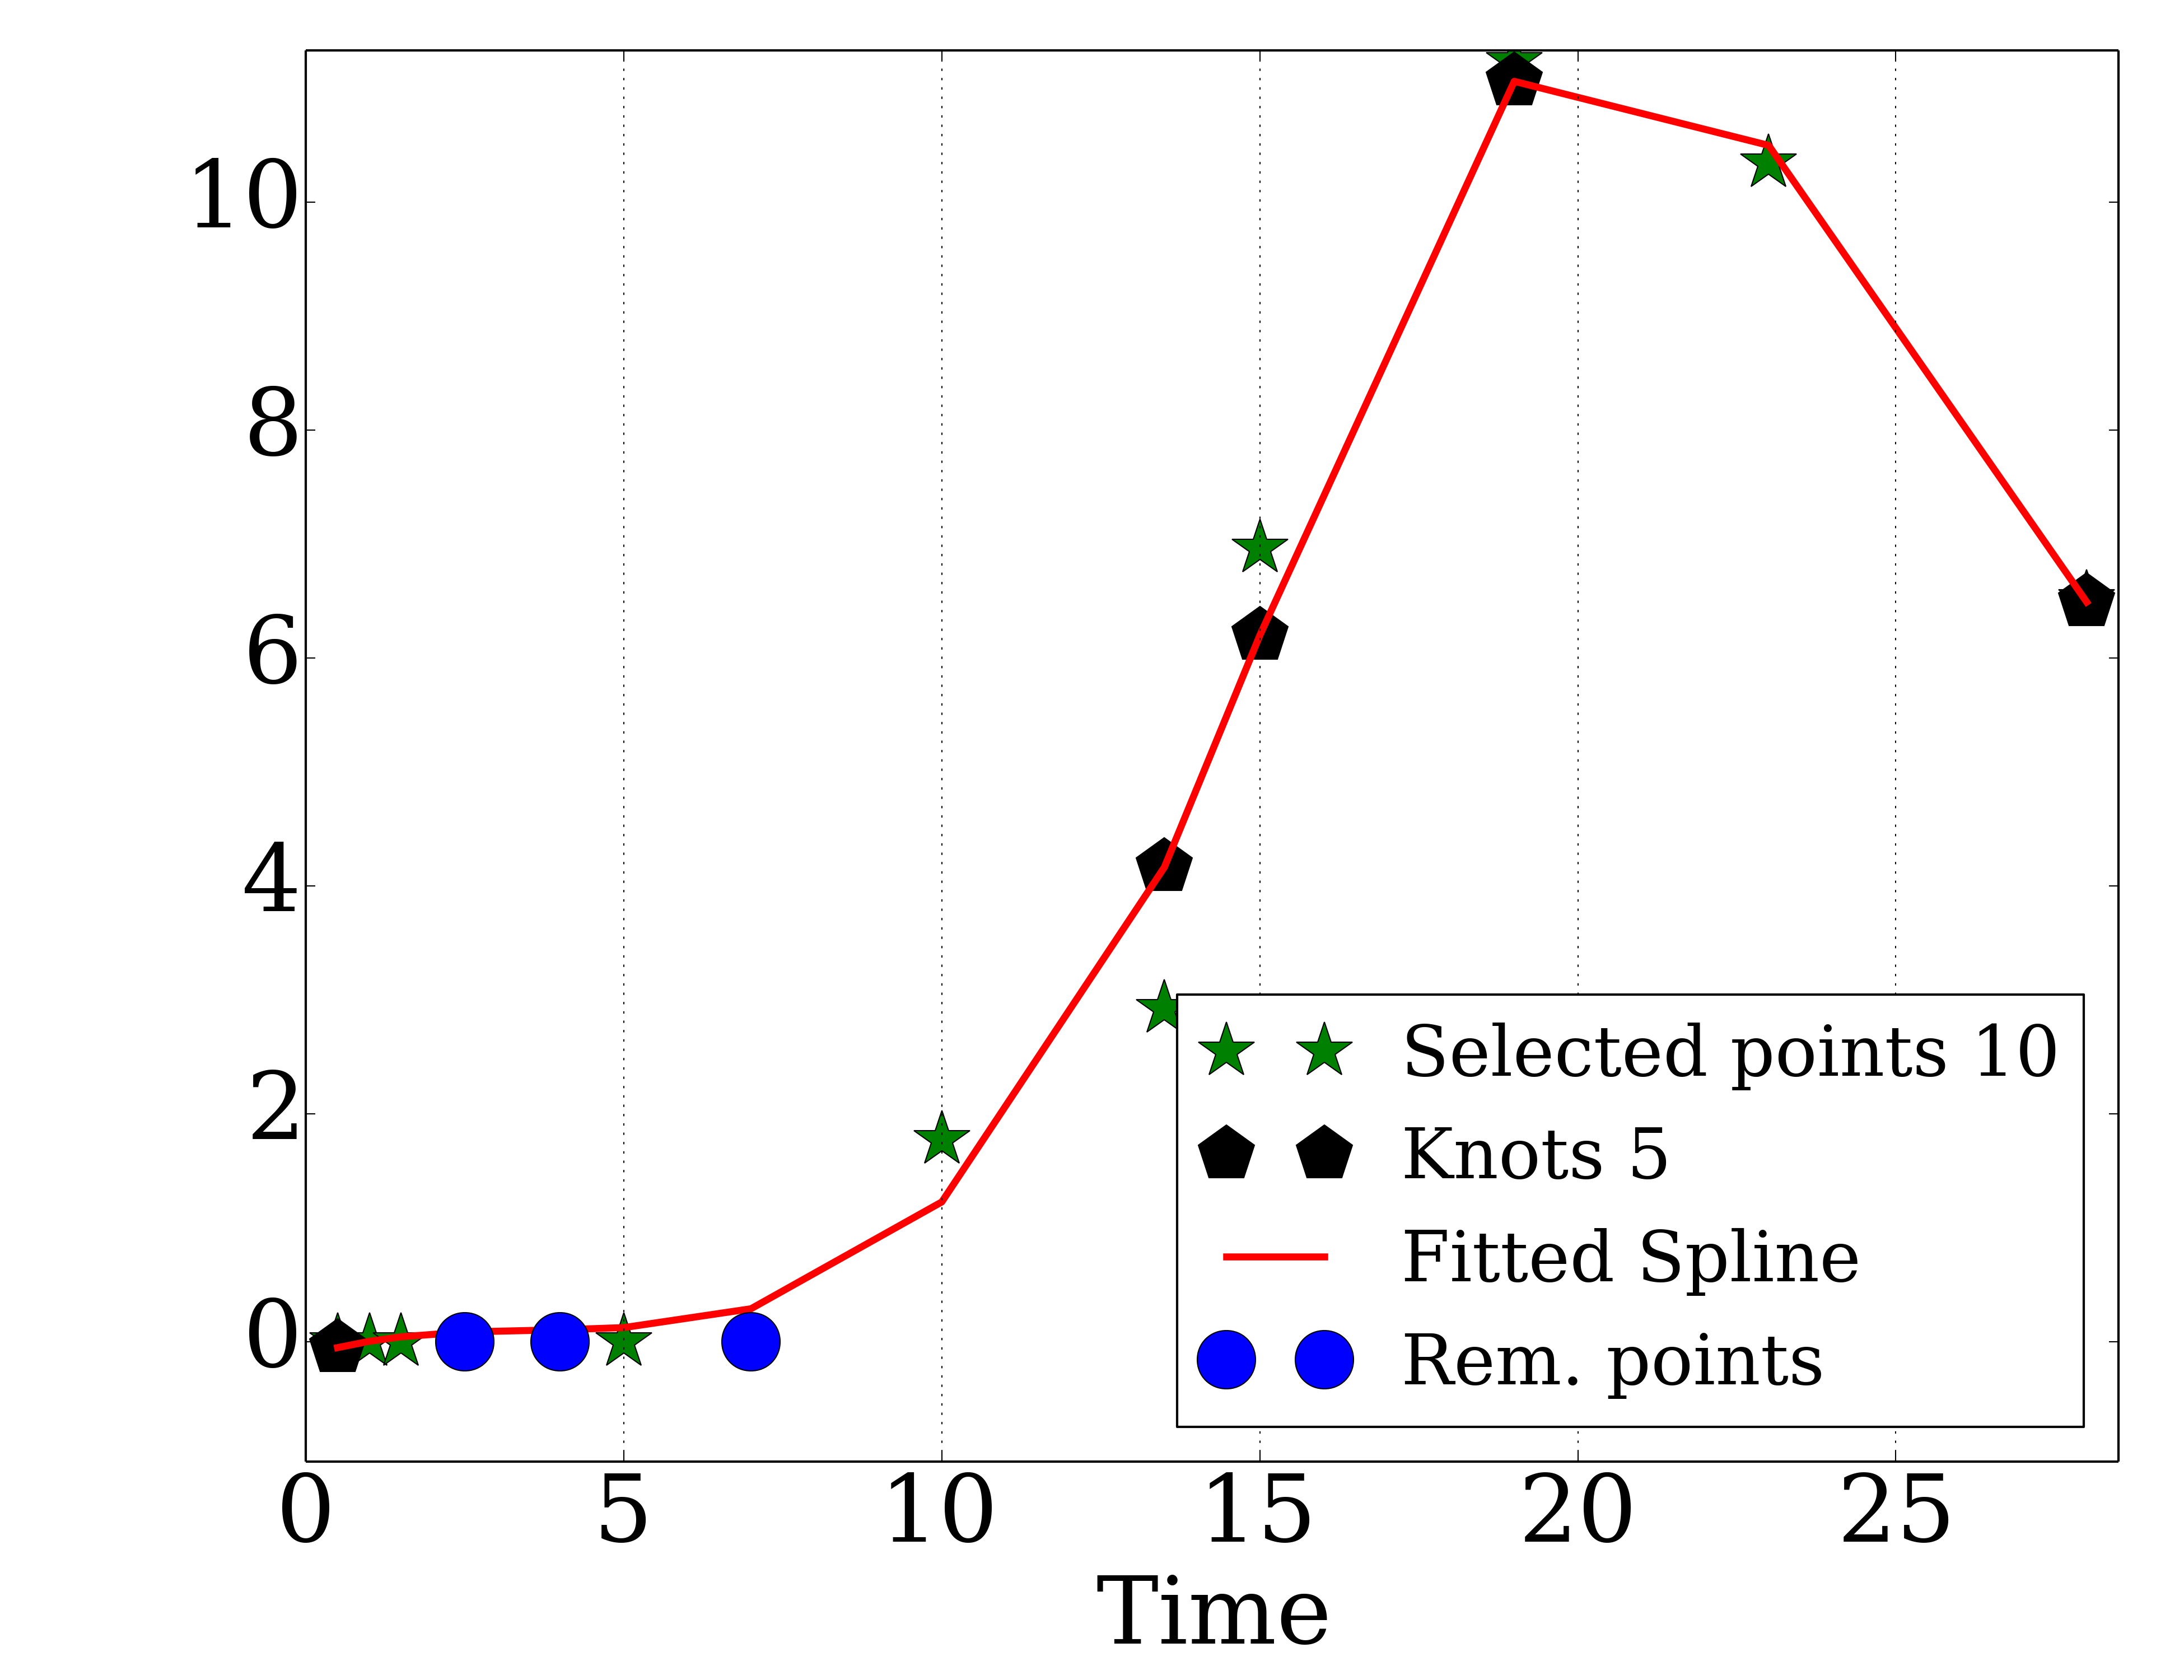 10
8
6
4
2
0
Selected points 10
Knots 5
Fitted Spline
Rem. points
0 5 10 15 20 25
Time